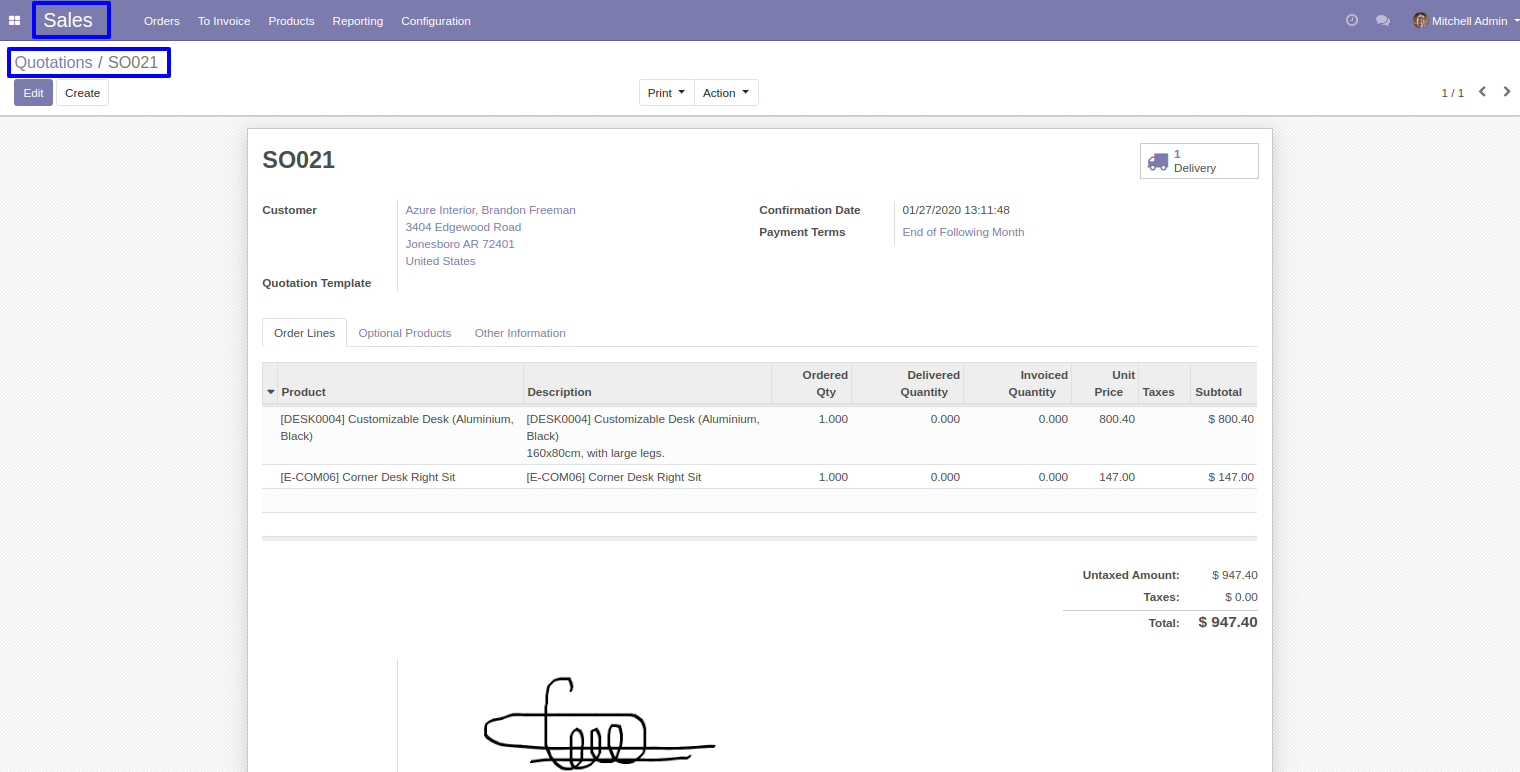 Sales Orders To Invoice Products Reporting Configuration Mitchell Admin
Quotations / SO021
Edit Create Print Action 1 / 1
SO021
1
Delivery
Customer Azure Interior, Brandon Freeman Confirmation Date 01/27/2020 13:11:48
3404 Edgewood Road Payment Terms End of Following Month
Jonesboro AR 72401
United States
Quotation Template
Order Lines Optional Products Other Information
Product Description Ordered Qty Delivered Quantity Invoiced Quantity Unit Price Taxes Subtotal
[DESK0004] Customizable Desk (Aluminium, [DESK0004] Customizable Desk (Aluminium, 1.000 0.000 0.000 800.40 $ 800.40
Black) Black)
160x80cm, with large legs.
[E-COM06] Corner Desk Right Sit [E-COM06] Corner Desk Right Sit 1.000 0.000 0.000 147.00 $ 147.00
Untaxed Amount: $ 947.40
Taxes: $ 0.00
Total: $ 947.40